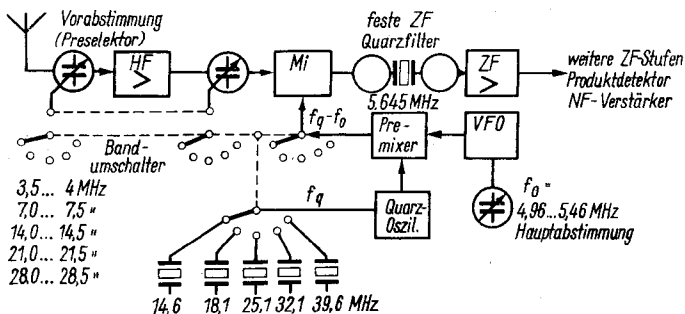 Vorabstimmung
(Preselektor)
HF
>
Mi
feste ZF
Quarzfilter
5.645 MHz
ZF
>
weitere ZF-Stufen
Produktdetektor
NF-Verstärker
fq-fo
Pre-
mixer
VFO
Band-
umschalter
3,5... 4 MHz
7,0... 7,5 "
14,0... 14,5 "
21,0... 21,5 "
28.0... 28,5 "
fq
Quarz-
Oszil.
fo =
4,96...5,46 MHz
Hauptabstimmung
14,6 18,1 25,1 32,1 39,6 MHz